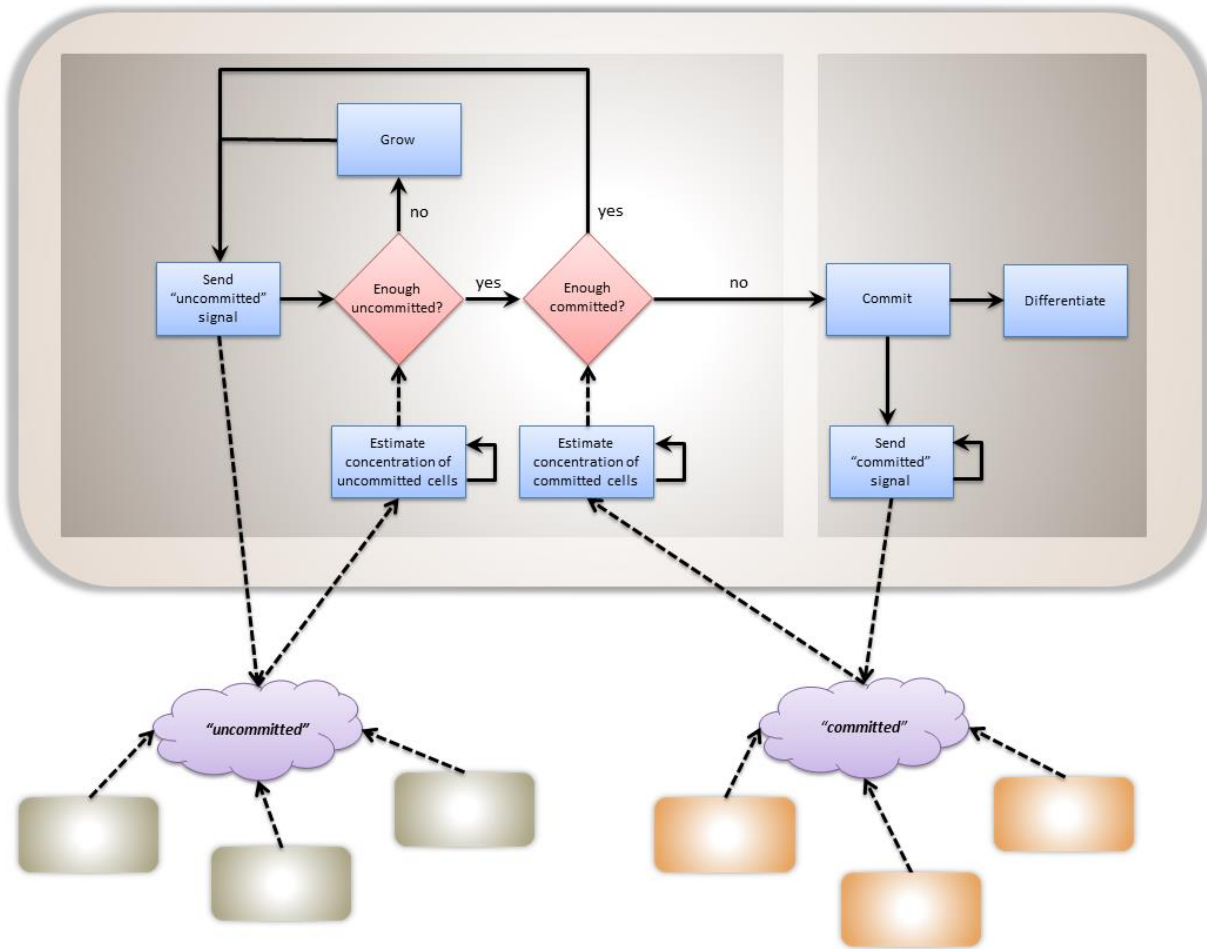 Grow
no
yes
Send
“uncommitted”
signal
Enough
uncommitted?
yes
Enough
committed?
no
Commit
Differentiate
Estimate
concentration of
uncommitted cells
Estimate
concentration of
committed cells
Send
“committed”
signal
“uncommitted”
“committed”